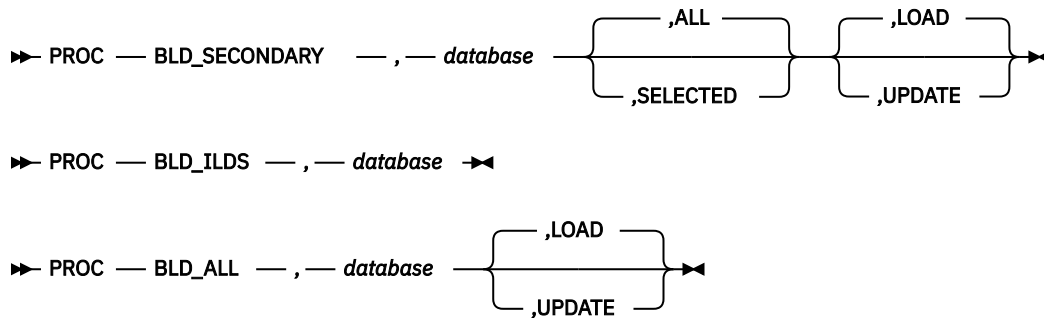 ,ALL ,LOAD
PROC BLD_SECONDARY , database
,SELECTED ,UPDATE
PROC BLD_ILDS , database
,LOAD
PROC BLD_ALL , database
,UPDATE